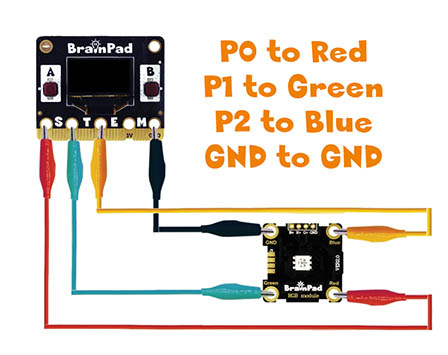 BrainPad
P0 to Red
P1 to Green
P2 to Blue
GND to GND
A
B
S T E M
3V GND
GND
Blue
Green
Red
BrainPad
RGB module